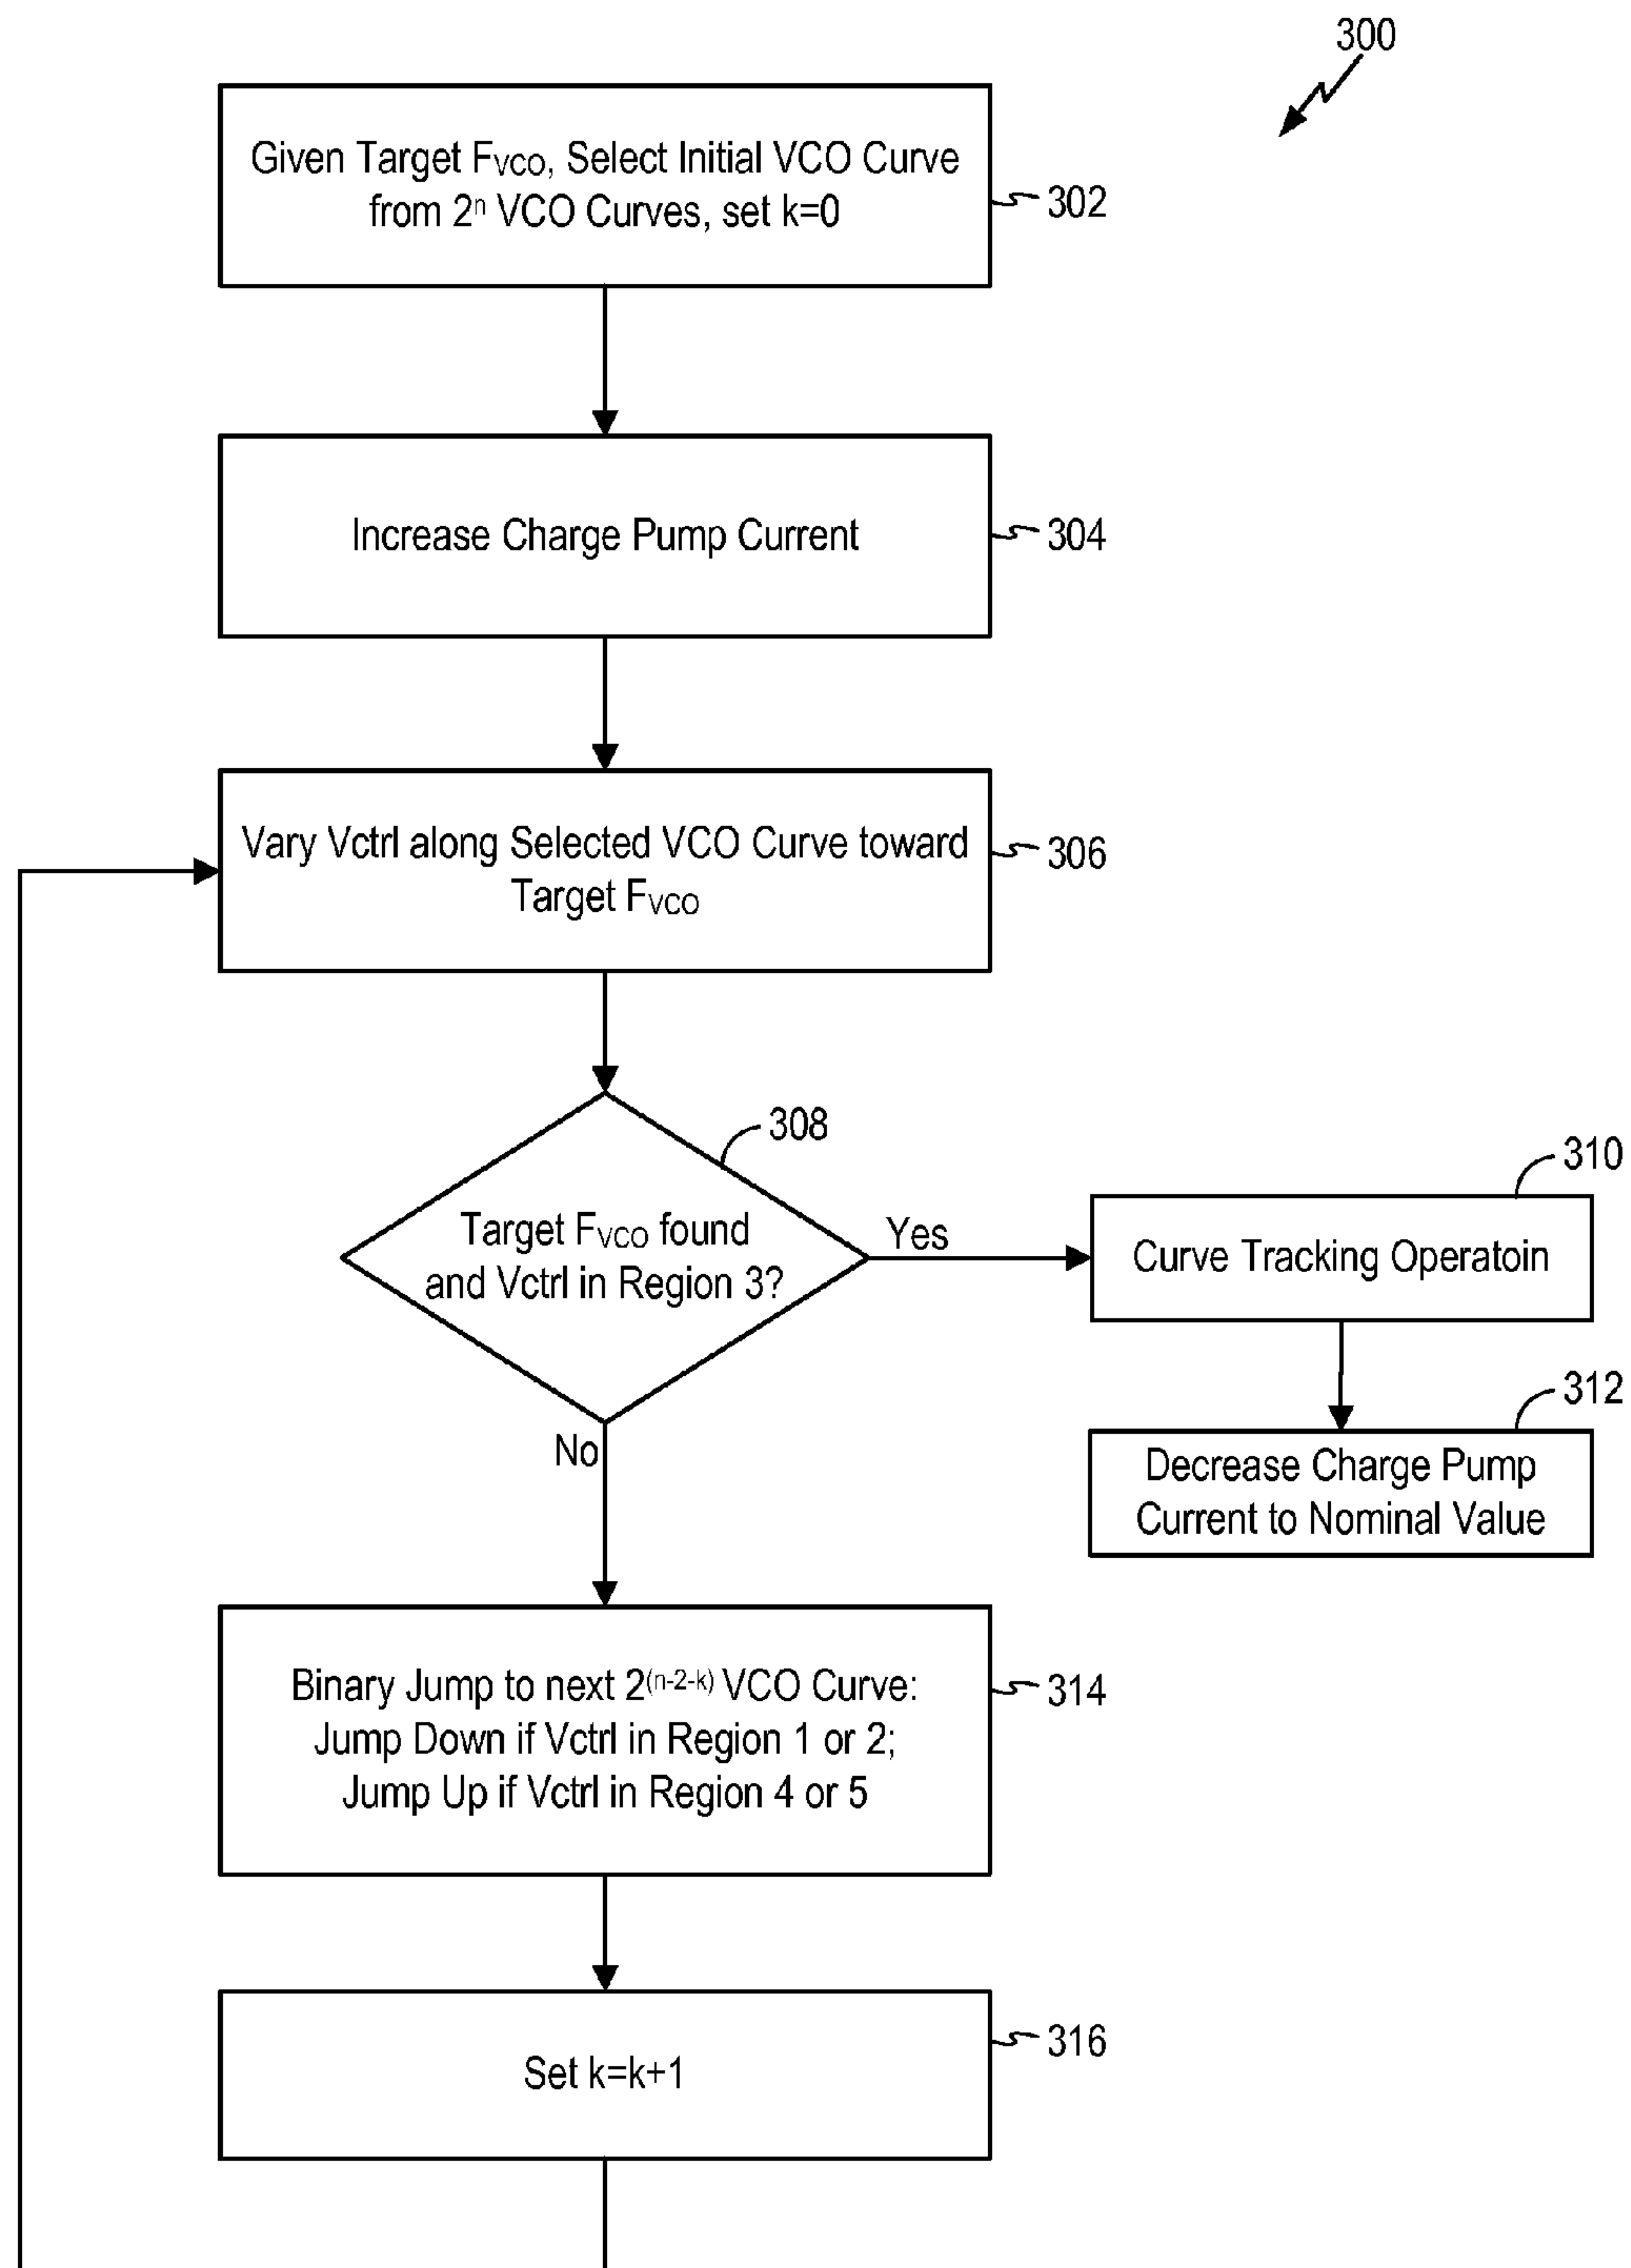 300
Given Target FVCO, Select Initial VCO Curve
from 2ⁿ VCO Curves, set k=0
302
Increase Charge Pump Current
304
Vary Vctrl along Selected VCO Curve toward
Target FVCO
306
308
Target FVCO found
and Vctrl in Region 3?
Yes
310
Curve Tracking Operatoin
312
Decrease Charge Pump
Current to Nominal Value
No
Binary Jump to next 2⁽ⁿ⁻²⁻ᵏ⁾ VCO Curve:
Jump Down if Vctrl in Region 1 or 2;
Jump Up if Vctrl in Region 4 or 5
314
Set k=k+1
316